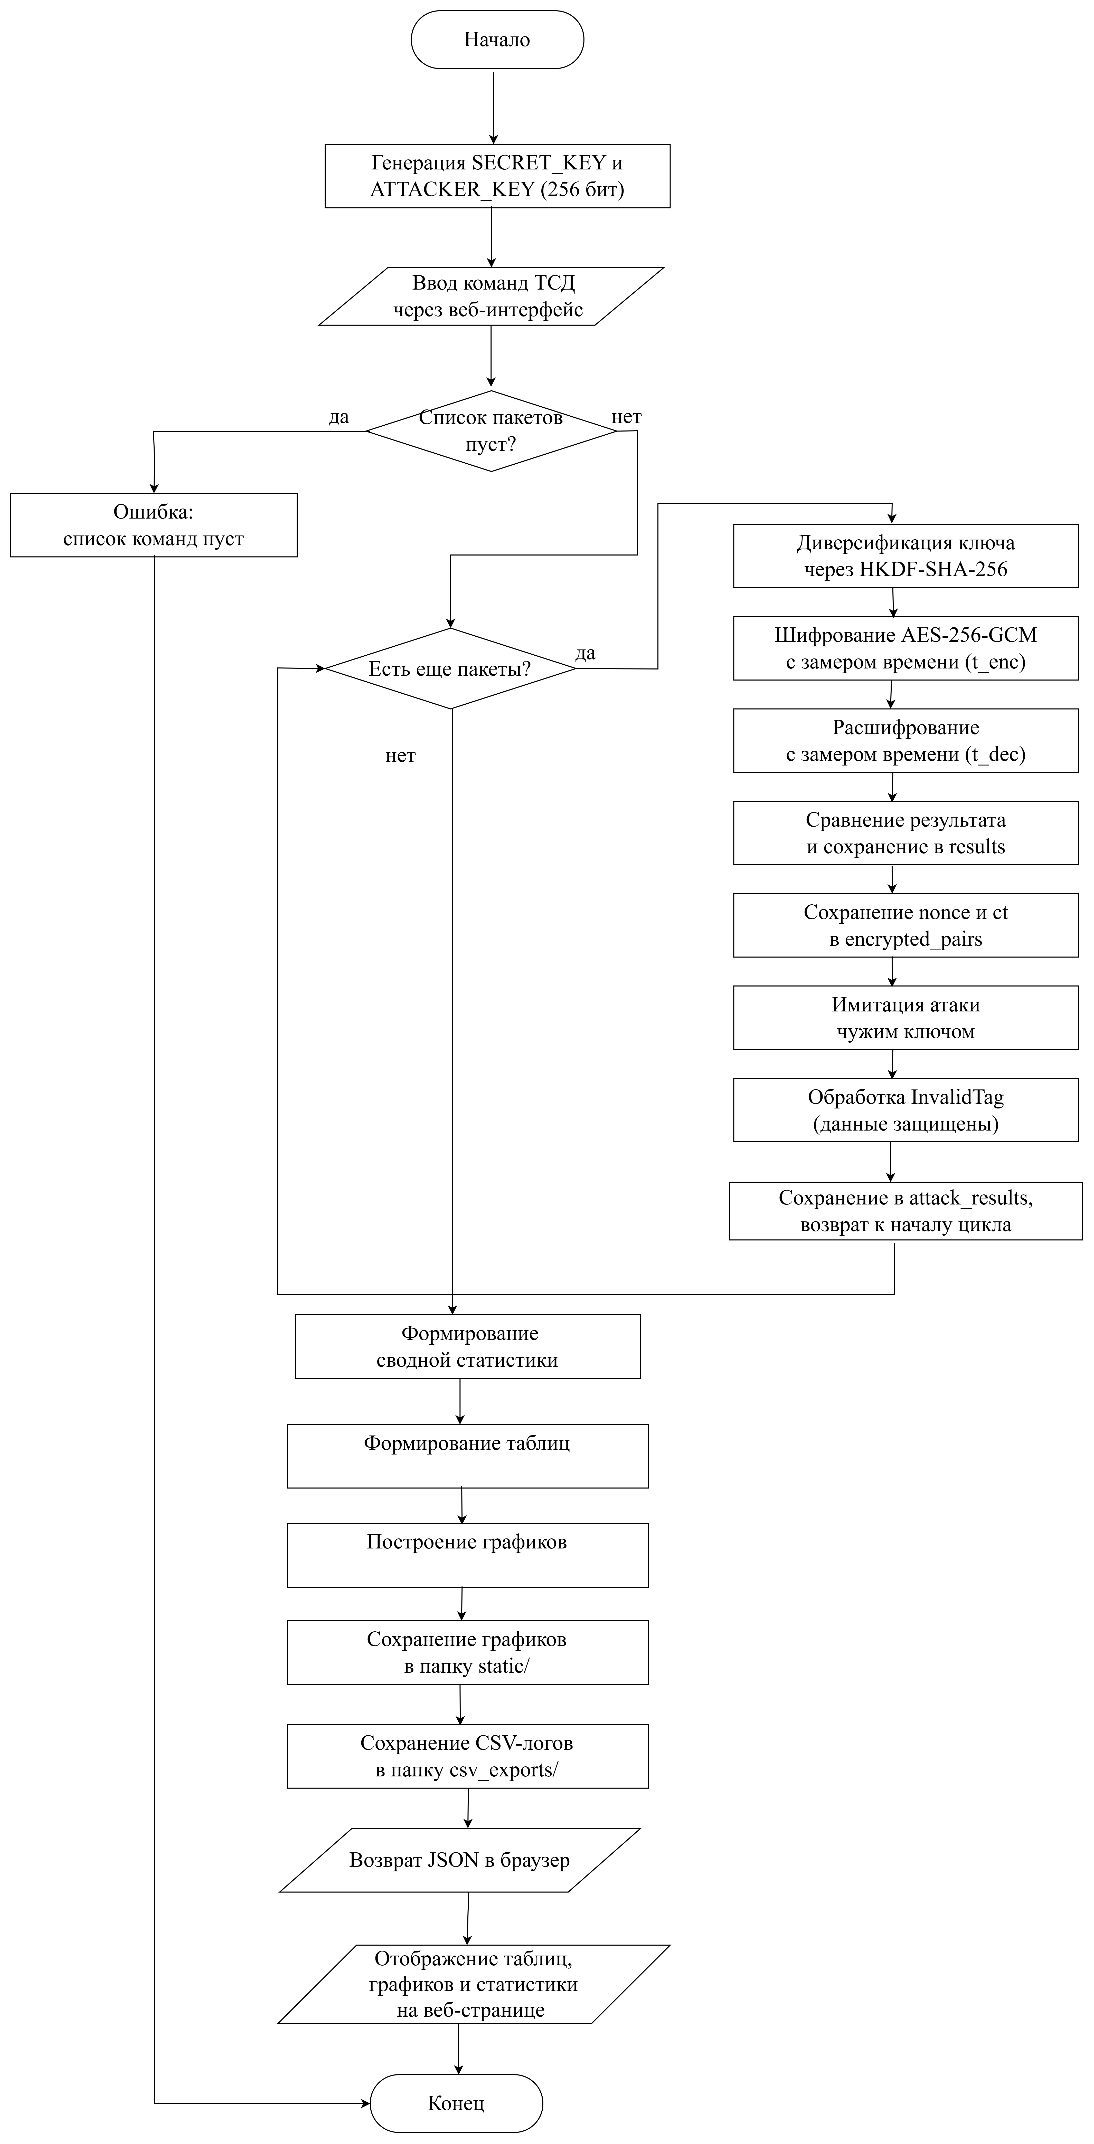 Начало
Генерация SECRET_KEY и
ATTACKER_KEY (256 бит)
Ввод команд ТСД
через веб-интерфейс
да
Список пакетов
пуст?
нет
Ошибка:
список команд пуст
Есть еще пакеты?
да
нет
Диверсификация ключа
через HKDF-SHA-256
Шифрование AES-256-GCM
с замером времени (t_enc)
Расшифрование
с замером времени (t_dec)
Сравнение результата
и сохранение в results
Сохранение nonce и ct
в encrypted_pairs
Имитация атаки
чужим ключом
Обработка InvalidTag
(данные защищены)
Сохранение в attack_results,
возврат к началу цикла
Формирование
сводной статистики
Формирование таблиц
Построение графиков
Сохранение графиков
в папку static/
Сохранение CSV-логов
в папку csv_exports/
Возврат JSON в браузер
Отображение таблиц,
графиков и статистики
на веб-странице
Конец